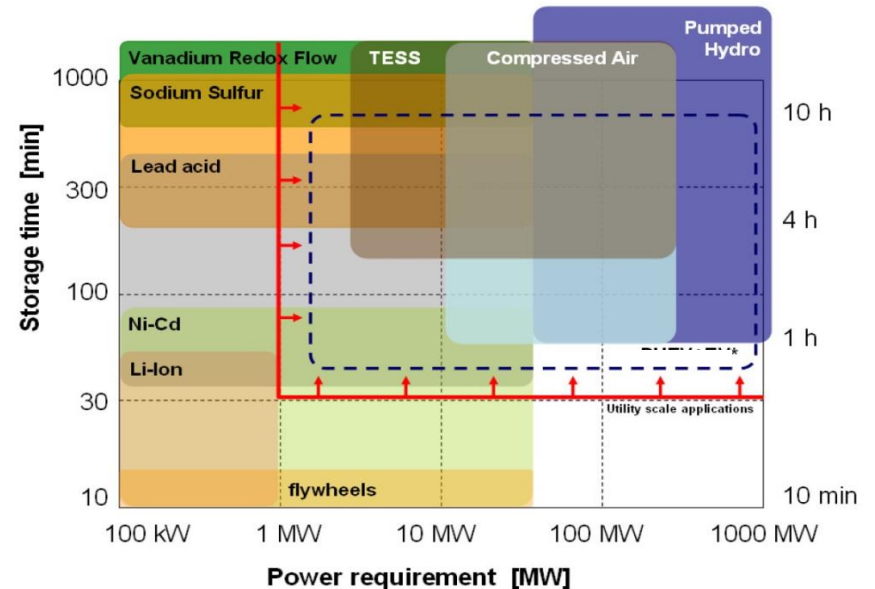 Pumped
Hydro
Vanadium Redox Flow
TESS
Compressed Air
1000
Sodium Sulfur
10 h
Lead acid
300
4 h
Storage time [min]
100
Ni-Cd
1 h
Li-Ion
30
Utility scale applications
flywheels
10
10 min
100 kW
1 MW
10 MW
100 MW
1000 MW
Power requirement [MW]